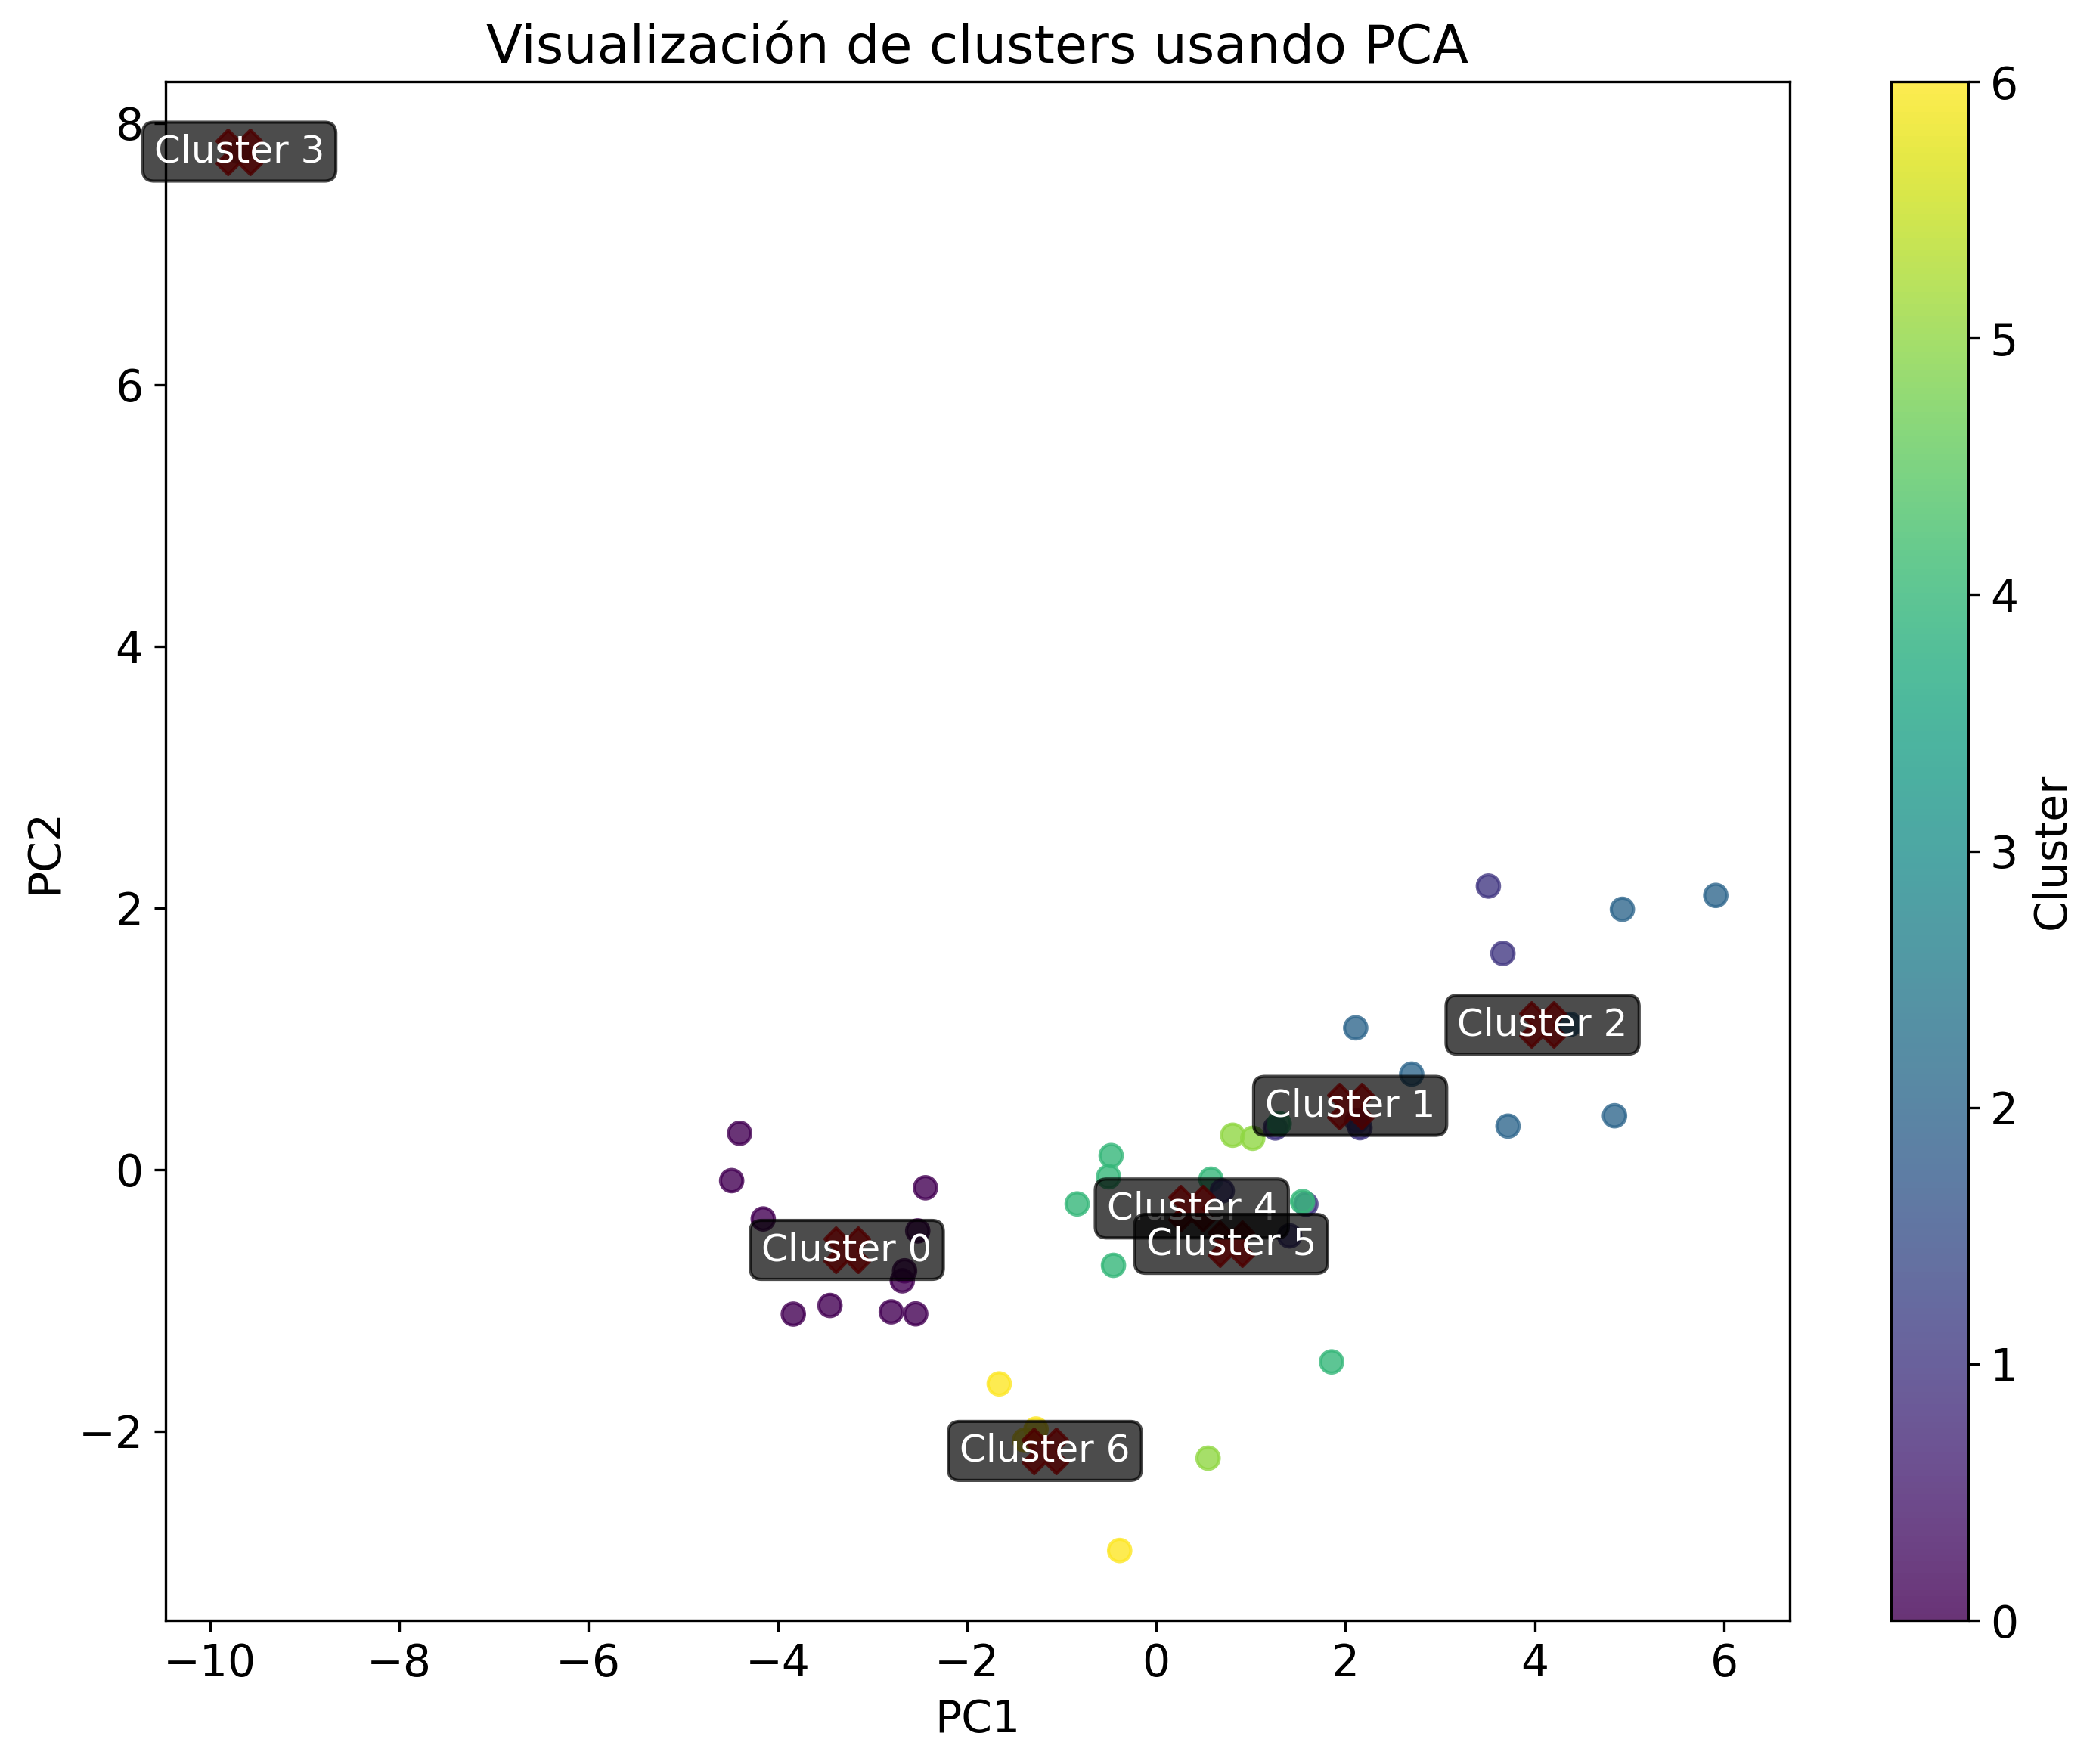 Visualización de clusters usando PCA
8
6
4
2
0
−2
PC2
Cluster 3
Cluster 2
Cluster 1
Cluster 4
Cluster 5
Cluster 0
Cluster 6
−10 −8 −6 −4 −2 0 2 4 6
PC1
6
5
4
3
2
1
0
Cluster